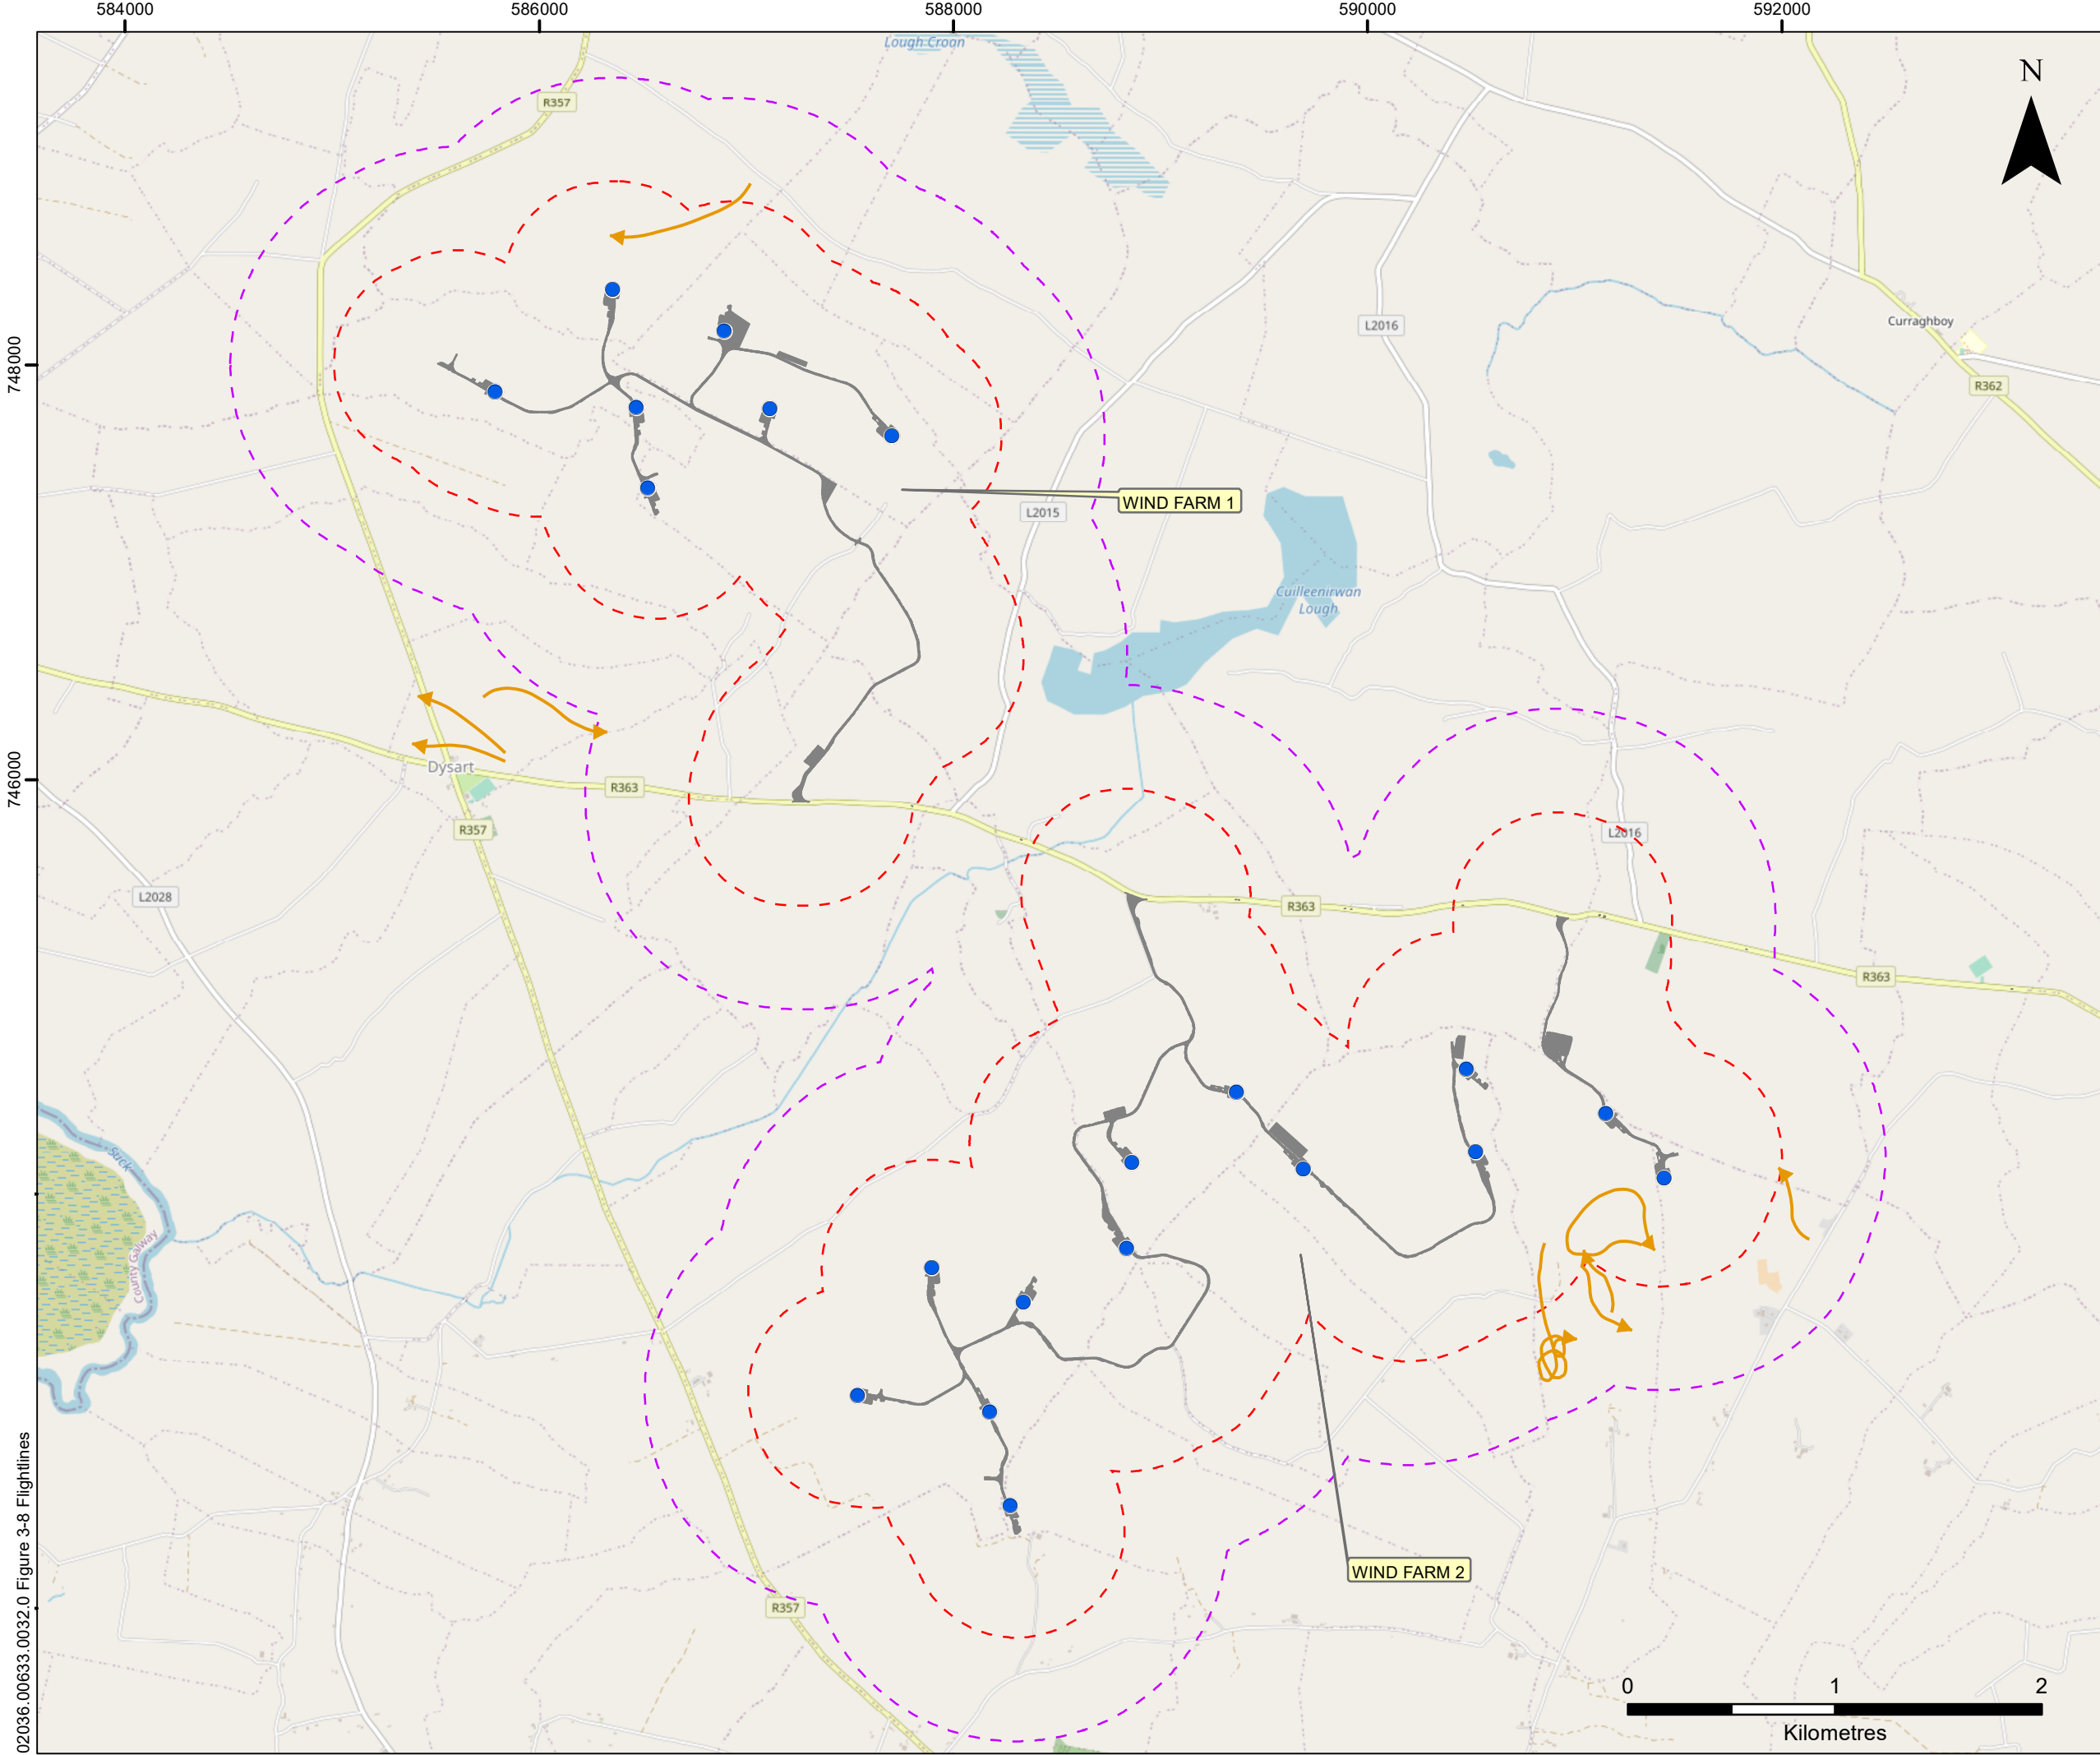 584000
586000
588000
590000
592000
Lough Croan
N
R357
L2016
Curraghboy
748000
R362
WIND FARM 1
L2015
Cuilleenirwan
Lough
746000
Dysart
R363
R357
L2016
L2028
R363
R363
Suck
County Galway
WIND FARM 2
R357
0 1 2
Kilometres
02036.00633.0032.0 Figure 3-8 Flightlines